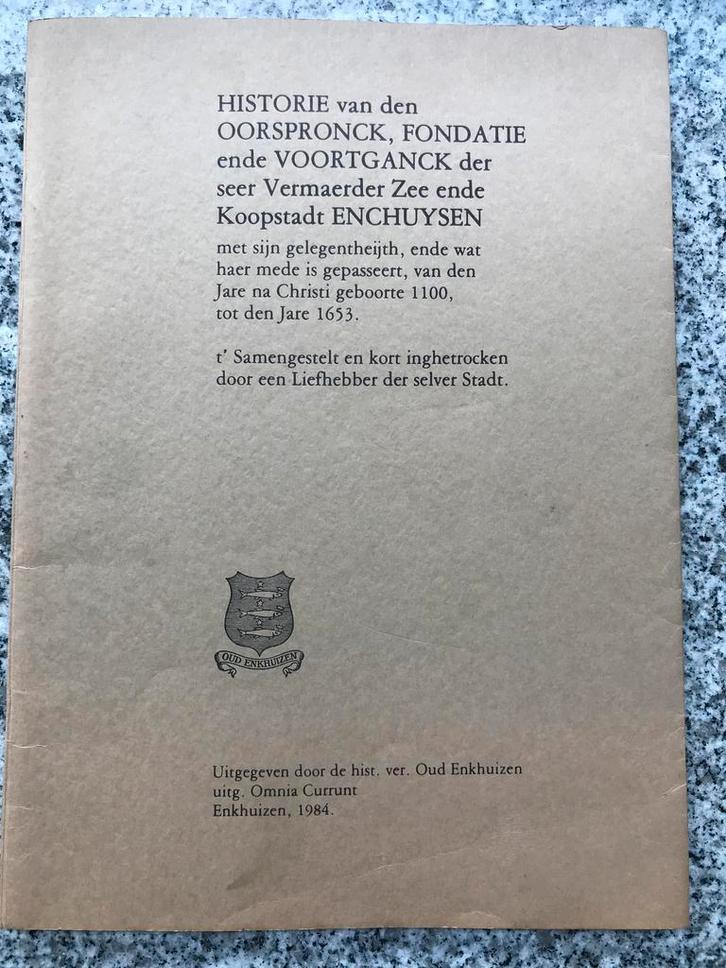 HISTORIE van den
OORSPRONCK, FONDATIE
ende VOORTGANCK der
seer Vermaerder Zee ende
Koopstadt ENCHUYSEN
met sijn gelegentheijth, ende wat
haer mede is gepasseert, van den
Jare na Christi geboorte 1100,
tot den Jare 1653.
t' Samengestelt en kort inghetrocken
door een Liefhebber der selver Stadt.
OUD ENKHUIZEN
Uitgegeven door de hist. ver. Oud Enkhuizen
uitg. Omnia Currunt
Enkhuizen, 1984.